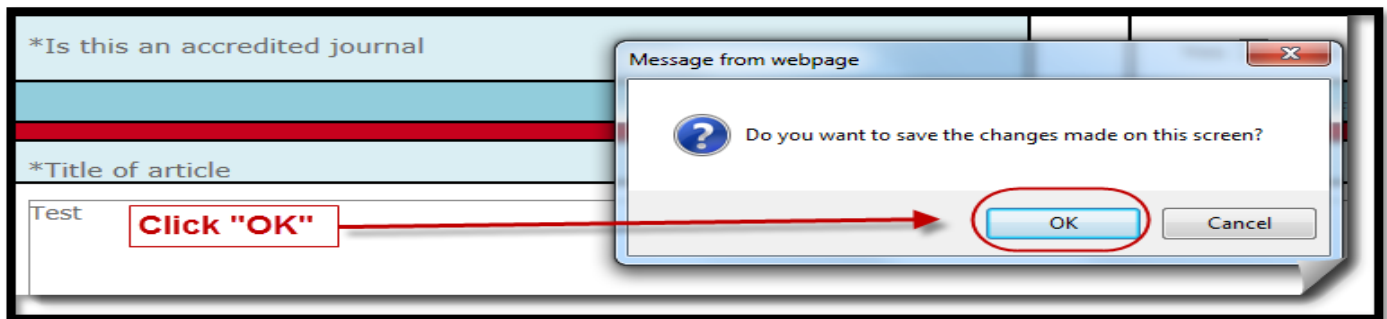 *Is this an accredited journal
Message from webpage
Do you want to save the changes made on this screen?
*Title of article
Test
Click "OK"
OK
Cancel